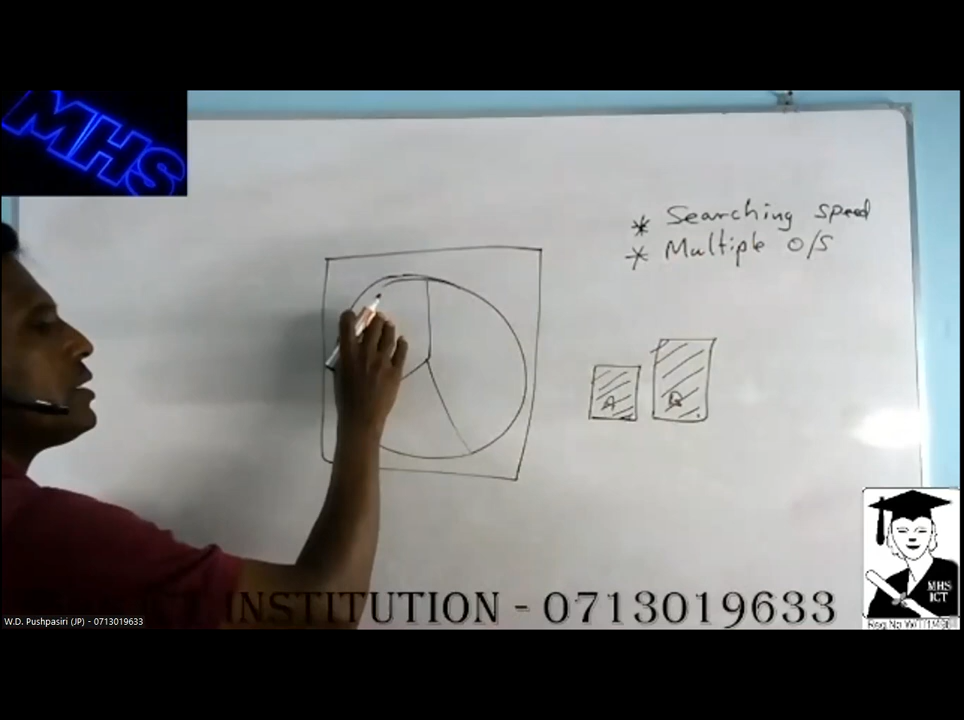 MHS
* Searching speed
* Multiple O/S
A
INSTITUTION - 0713019633
MHS
ICT
W.D. Pushpasiri (JP) - 0713019633